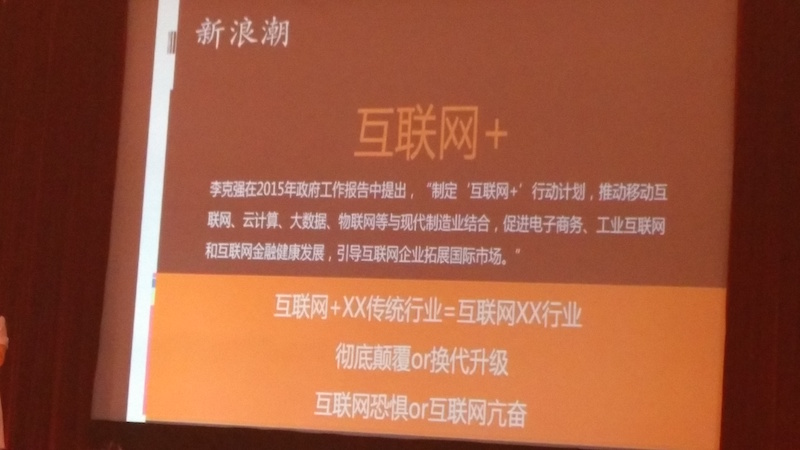 新浪潮
互联网+
李克强在2015年政府工作报告中提出，“制定‘互联网+’行动计划，推动移动互
联网、云计算、大数据、物联网等与现代制造业结合，促进电子商务、工业互联网
和互联网金融健康发展，引导互联网企业拓展国际市场。”
互联网+XX传统行业=互联网XX行业
彻底颠覆or换代升级
互联网恐惧or互联网亢奋